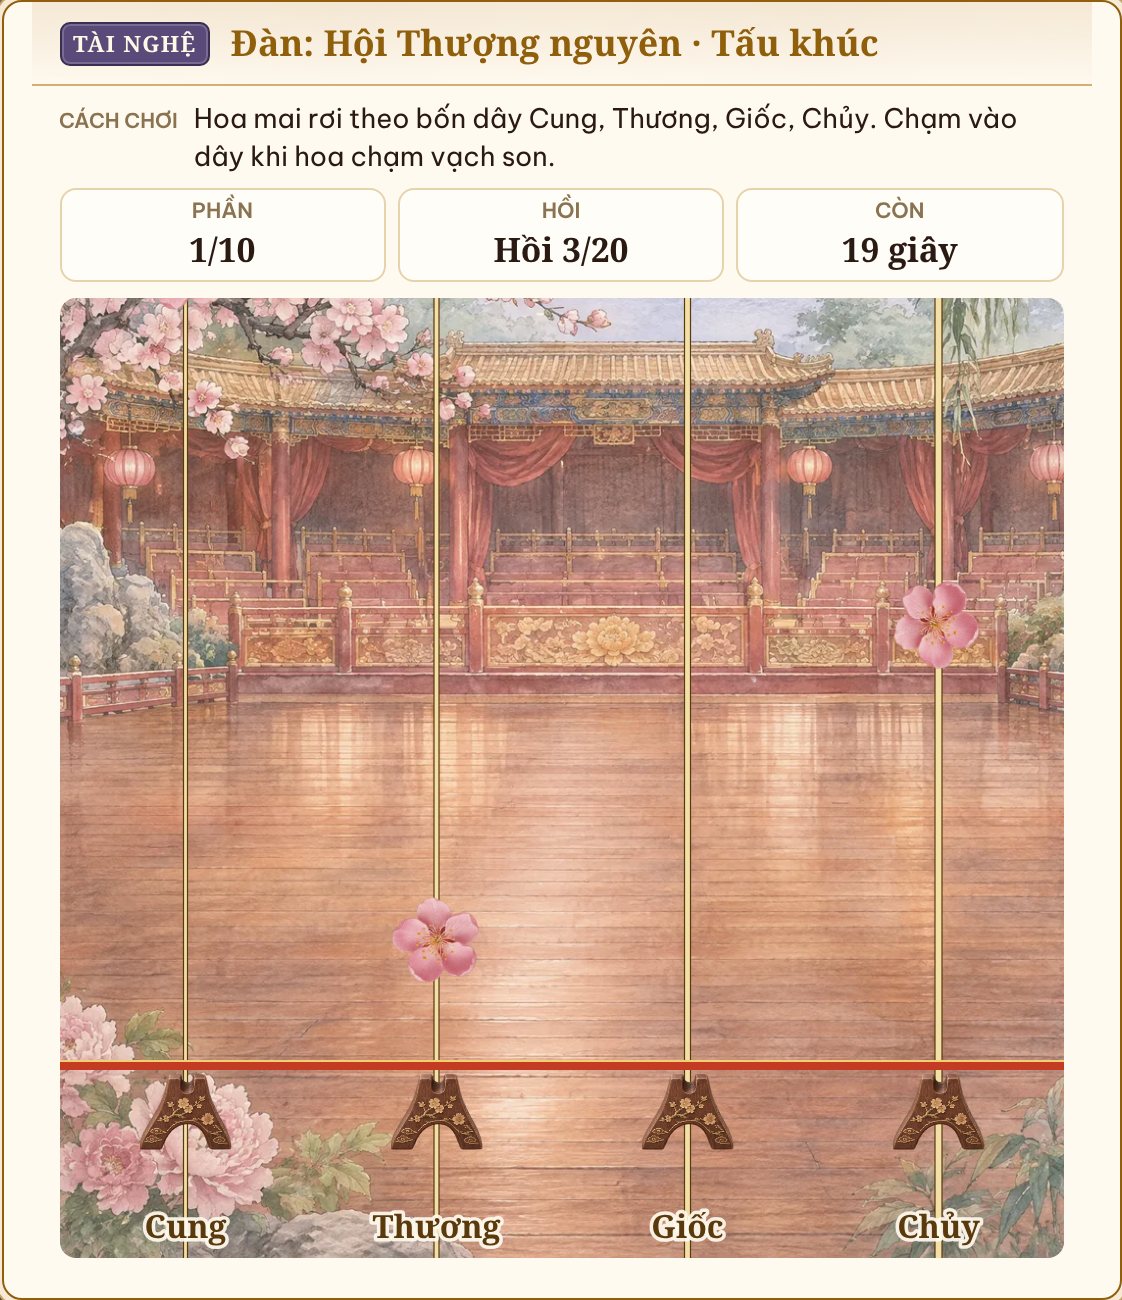 TÀI NGHỆ
Đàn: Hội Thượng nguyên · Tấu khúc
CÁCH CHƠI Hoa mai rơi theo bốn dây Cung, Thương, Giốc, Chủy. Chạm vào
dây khi hoa chạm vạch son.
PHẦN
1/10
HỒI
Hồi 3/20
CÒN
19 giây
Cung
Thương
Giốc
Chủy